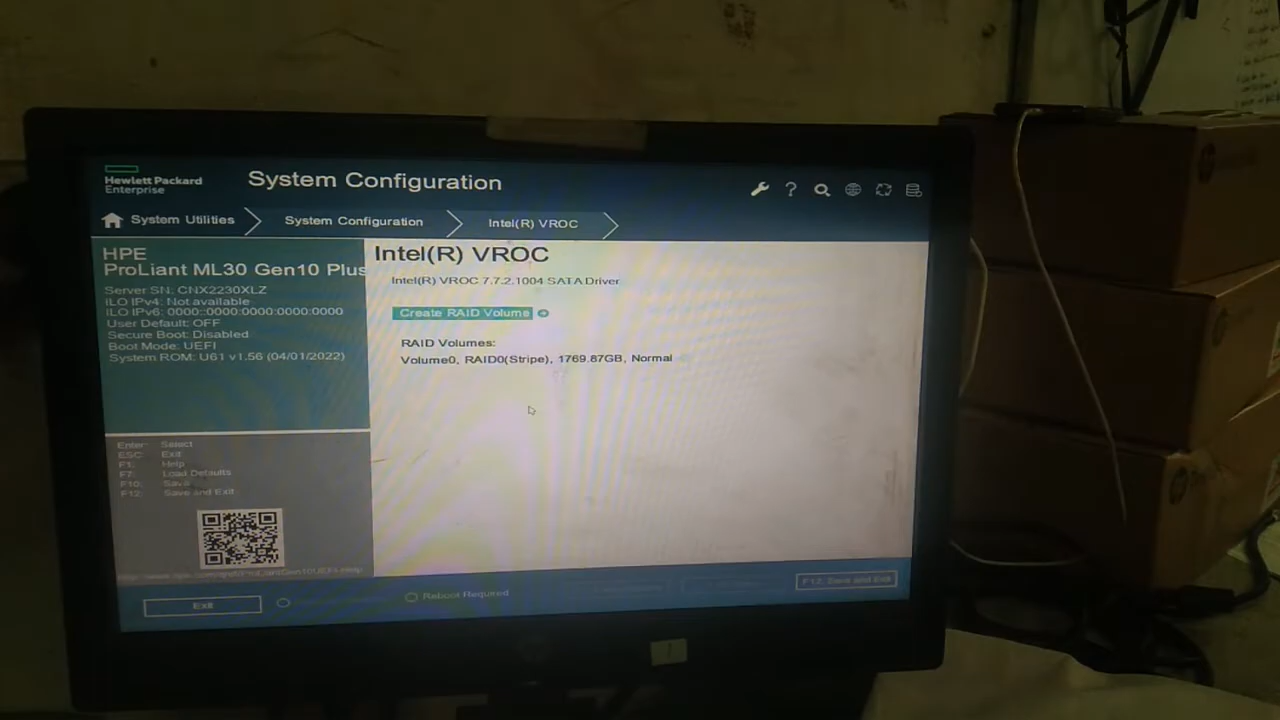 Hewlett Packard
Enterprise
System Configuration
System Utilities
System Configuration
Intel(R) VROC
HPE
ProLiant ML30 Gen10 Plus
Server SN: CNX2230XLZ
iLO IPv4: Not available
iLO IPv6: 0000::0000:0000:0000:0000
User Default: OFF
Secure Boot: Disabled
Boot Mode: UEFI
System ROM: U61 v1.56 (04/01/2022)
Intel(R) VROC
Intel(R) VROC 7.7.2.1004 SATA Driver
Create RAID Volume
RAID Volumes:
Volume0, RAID0(Stripe), 1769.87GB, Normal
Enter: Select
ESC: Exit
F1: Help
F7: Load Defaults
F10: Save
F12: Save and Exit
Exit
Reboot Required
F12: Save and Exit